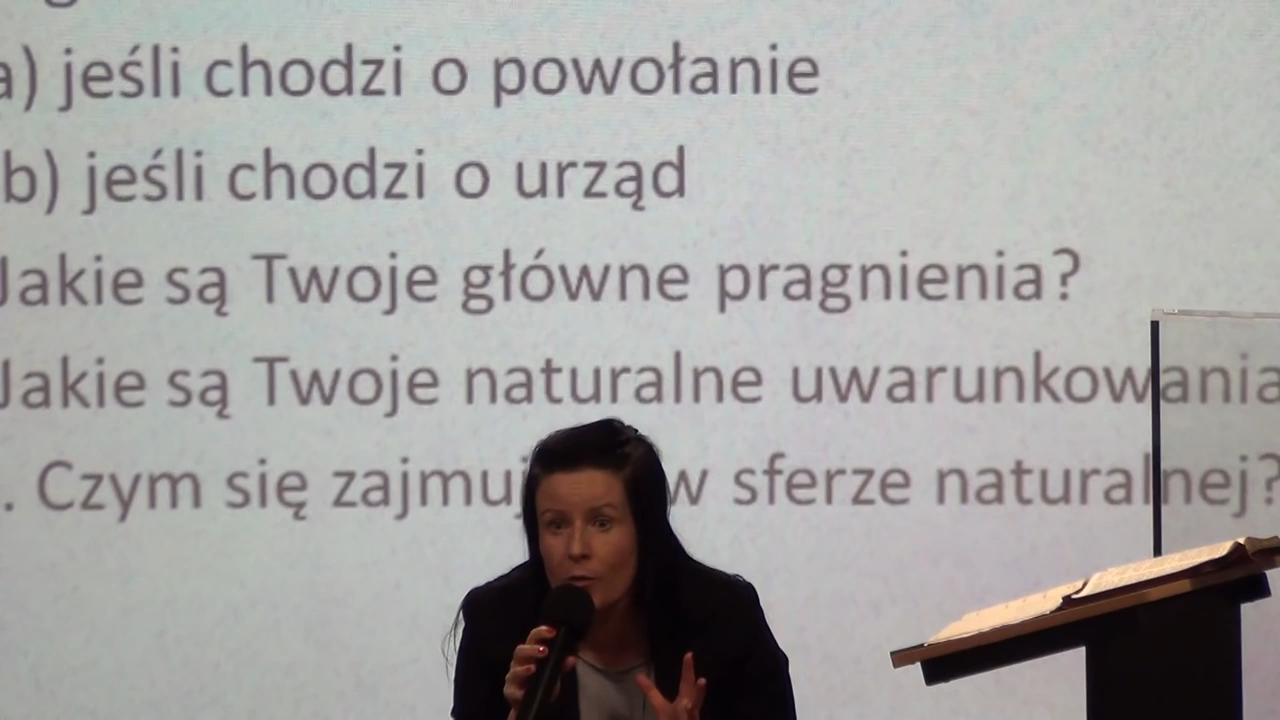 a) jeśli chodzi o powołanie
b) jeśli chodzi o urząd
Jakie są Twoje główne pragnienia?
Jakie są Twoje naturalne uwarunkowania
. Czym się zajmuj w sferze naturalnej?